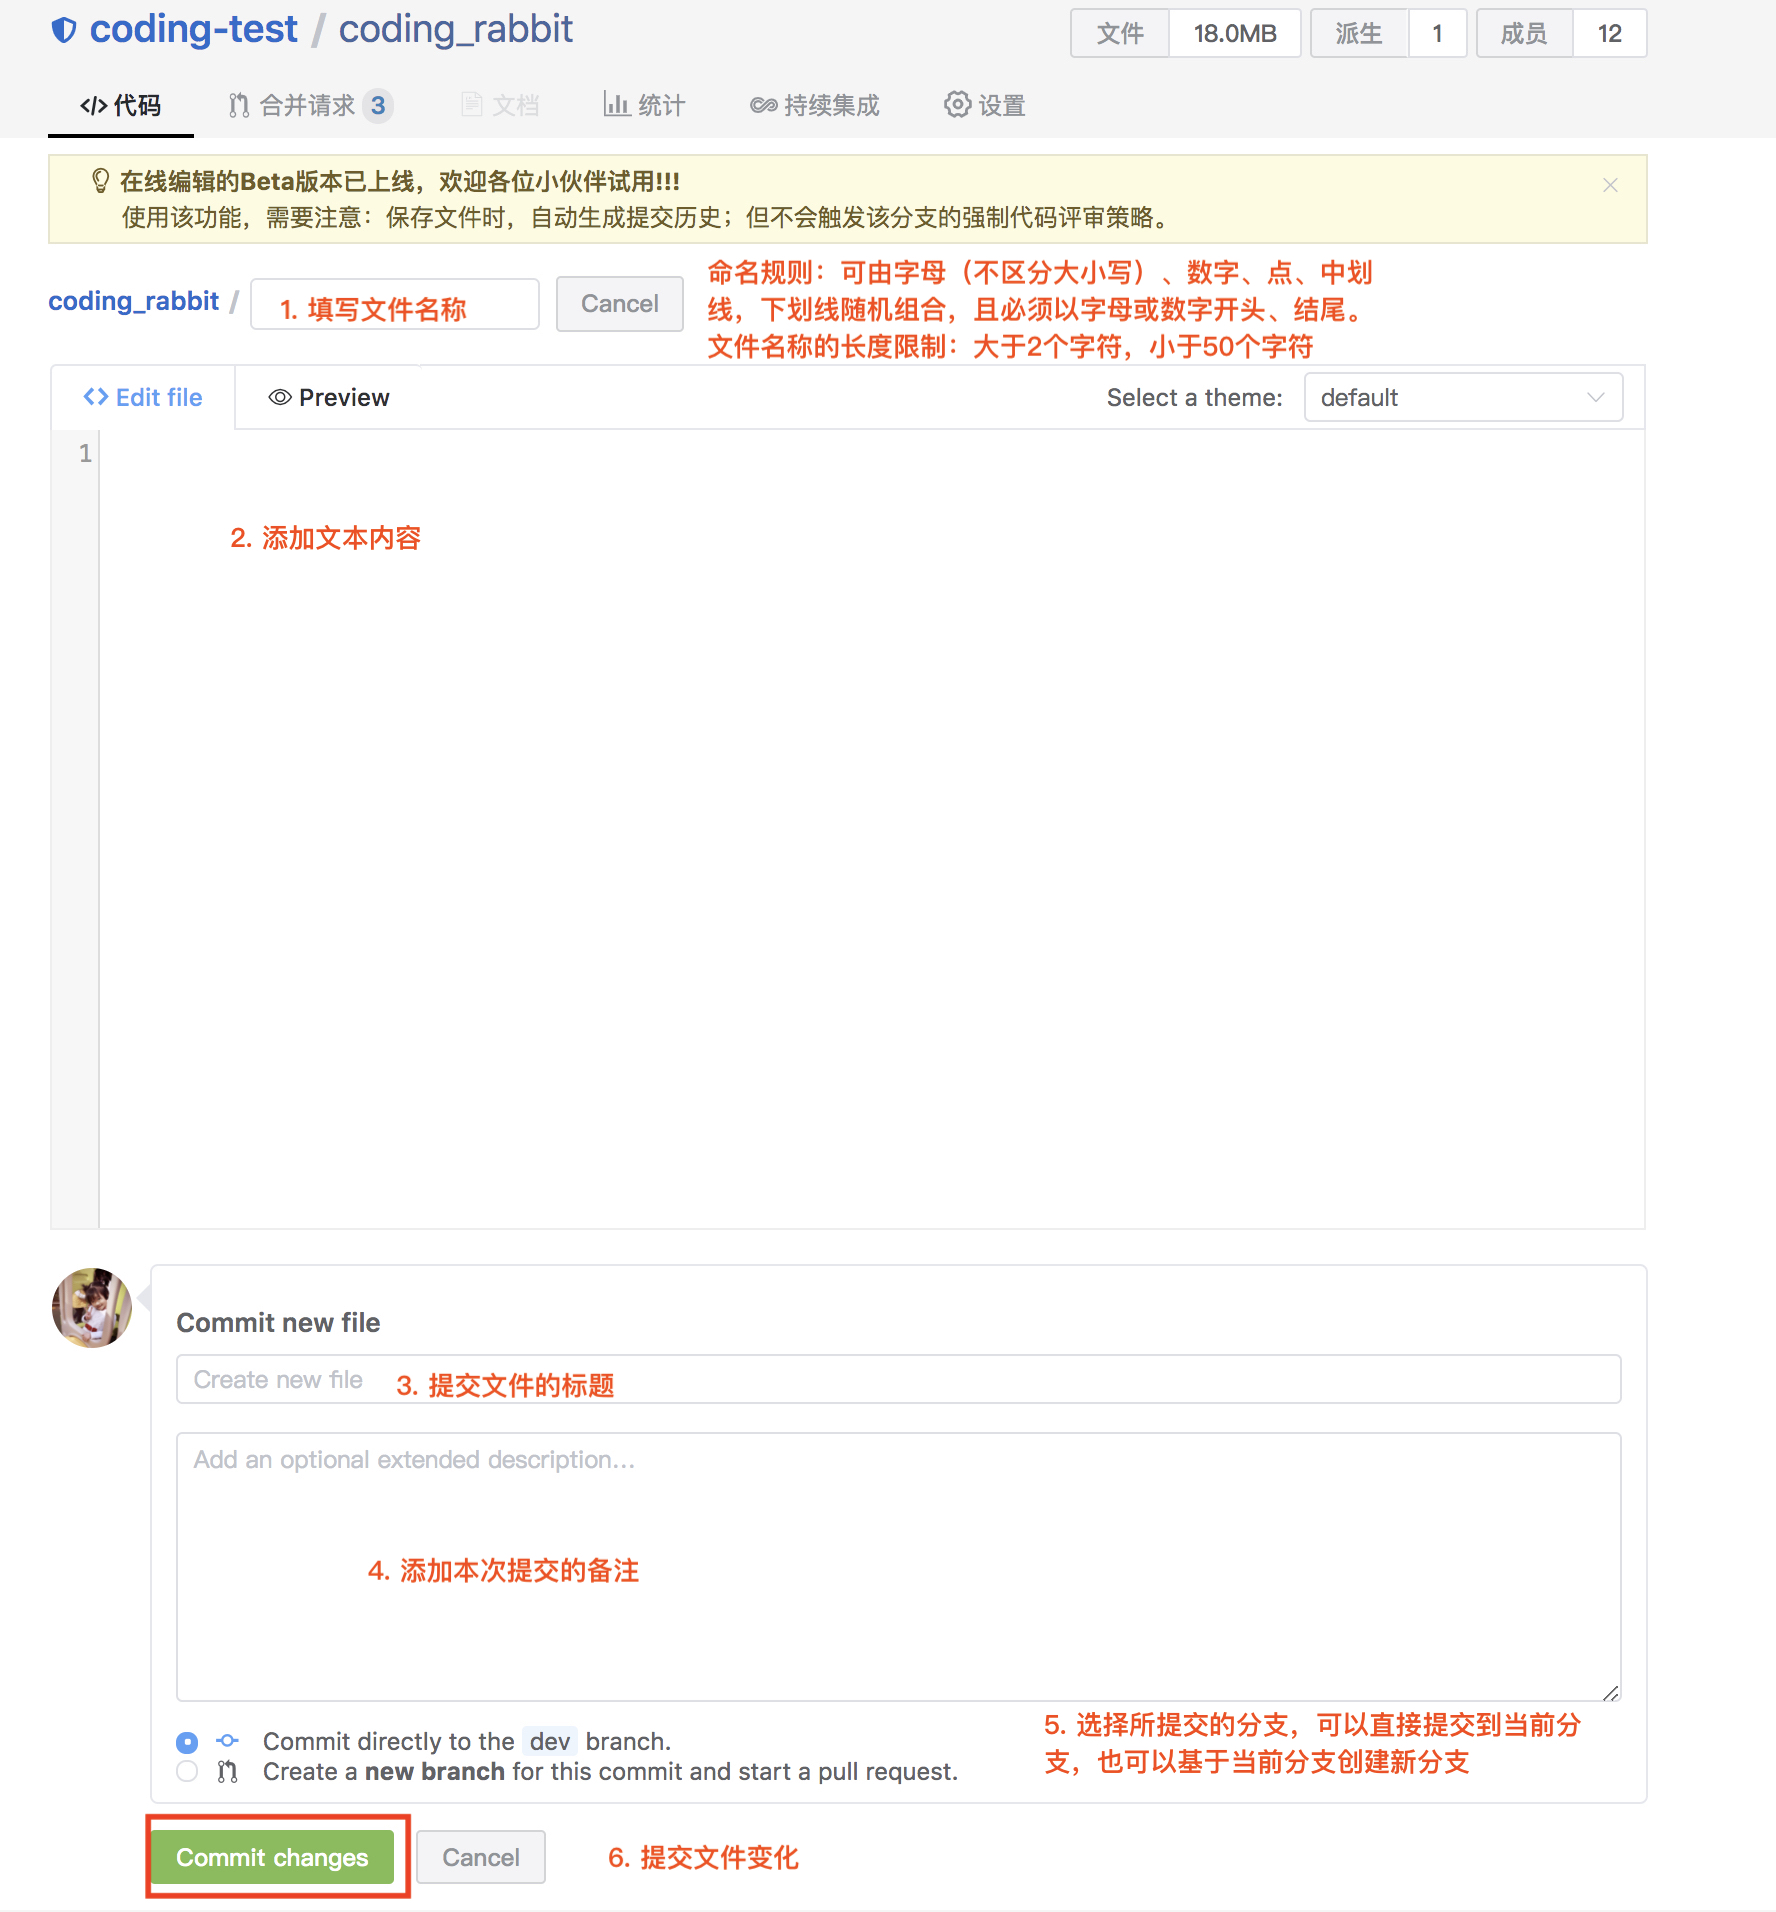 coding-test / coding_rabbit
文件 18.0MB 派生 1 成员 12
</> 代码 合并请求 3 文档 统计 持续集成 设置
在线编辑的Beta版本已上线，欢迎各位小伙伴试用!!!
使用该功能，需要注意：保存文件时，自动生成提交历史；但不会触发该分支的强制代码评审策略。
coding_rabbit / 1. 填写文件名称 Cancel
命名规则：可由字母（不区分大小写）、数字、点、中划
线，下划线随机组合，且必须以字母或数字开头、结尾。
文件名称的长度限制：大于2个字符，小于50个字符
<> Edit file Preview Select a theme: default
1
2. 添加文本内容
Commit new file
Create new file 3. 提交文件的标题
Add an optional extended description...
4. 添加本次提交的备注
Commit directly to the dev branch.
Create a new branch for this commit and start a pull request.
5. 选择所提交的分支，可以直接提交到当前分
支，也可以基于当前分支创建新分支
Commit changes Cancel 6. 提交文件变化